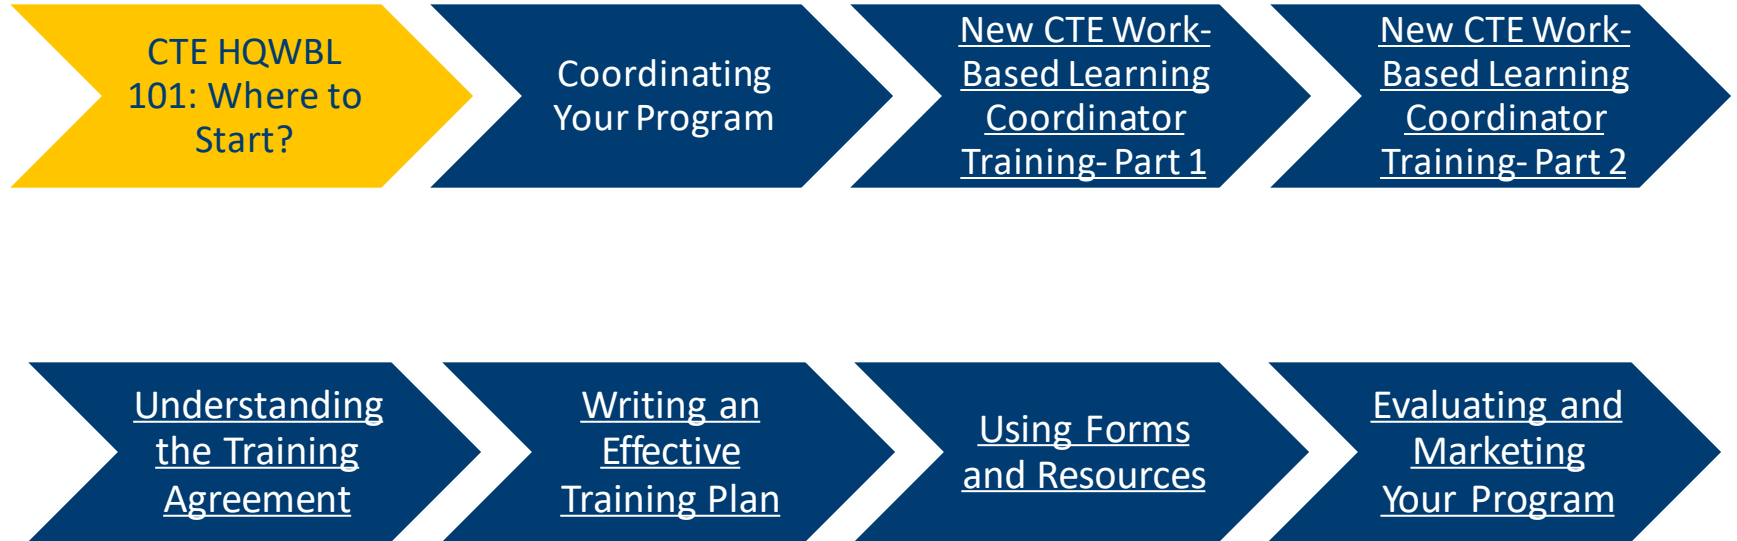 CTE HQWBL
101: Where to
Start?
Coordinating
Your Program
New CTE Work-
Based Learning
Coordinator
Training- Part 1
New CTE Work-
Based Learning
Coordinator
Training- Part 2
Understanding
the Training
Agreement
Writing an
Effective
Training Plan
Using Forms
and Resources
Evaluating and
Marketing
Your Program